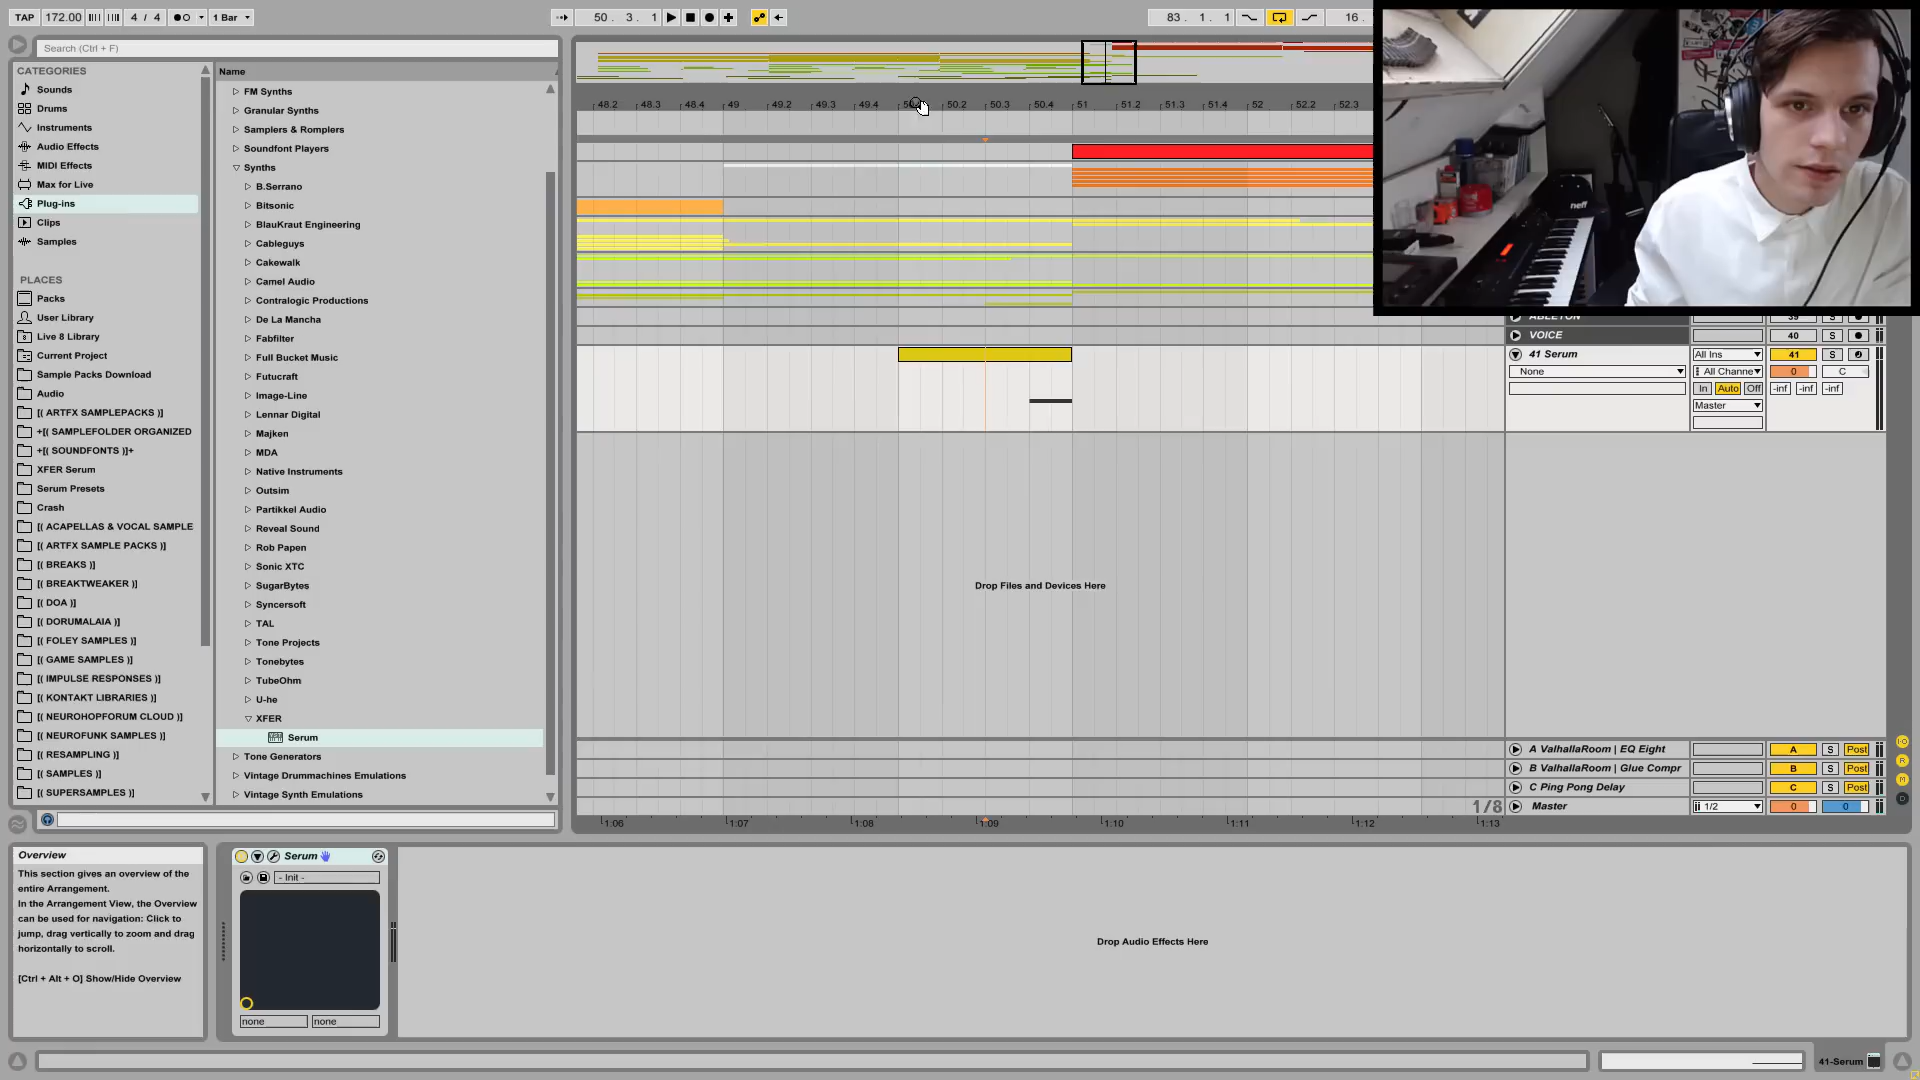 TAP 172.00 4 / 4 1 Bar 50. 3. 1 83. 1. 1 16.
Search (Ctrl + F)
CATEGORIES
Sounds
Drums
Instruments
Audio Effects
MIDI Effects
Max for Live
Plug-ins
Clips
Samples
PLACES
Packs
User Library
Live 8 Library
Current Project
Sample Packs Download
Audio
[( ARTFX SAMPLEPACKS )]
+[( SAMPLEFOLDER ORGANIZED
+[( SOUNDFONTS )]+
XFER Serum
Serum Presets
Crash
[( ACAPELLAS & VOCAL SAMPLE
[( ARTFX SAMPLE PACKS )]
[( BREAKS )]
[( BREAKTWEAKER )]
[( DOA )]
[( DORUMALAIA )]
[( FOLEY SAMPLES )]
[( GAME SAMPLES )]
[( IMPULSE RESPONSES )]
[( KONTAKT LIBRARIES )]
[( NEUROHOPFORUM CLOUD )]
[( NEUROFUNK SAMPLES )]
[( RESAMPLING )]
[( SAMPLES )]
[( SUPERSAMPLES )]
Name
FM Synths
Granular Synths
Samplers & Romplers
Soundfont Players
Synths
B.Serrano
Bitsonic
BlauKraut Engineering
Cableguys
Cakewalk
Camel Audio
Contralogic Productions
De La Mancha
Fabfilter
Full Bucket Music
Futucraft
Image-Line
Lennar Digital
Majken
MDA
Native Instruments
Outsim
Partikkel Audio
Reveal Sound
Rob Papen
Sonic XTC
SugarBytes
Syncersoft
TAL
Tone Projects
Tonebytes
TubeOhm
U-he
XFER
Serum
Tone Generators
Vintage Drummachines Emulations
Vintage Synth Emulations
48.2 48.3 48.4 49 49.2 49.3 49.4 50.2 50.3 50.4 51 51.2 51.3 51.4 52 52.2 52.3
neff
ABLETON 39 S
VOICE 40 S
41 Serum All Ins 41 S
None All Channe 0 C
In Auto Off -inf -inf -inf
Master
Drop Files and Devices Here
A ValhallaRoom | EQ Eight A S Post
B ValhallaRoom | Glue Compr B S Post
C Ping Pong Delay C S Post
1/8 Master 1/2 0 0
1:06 1:07 1:08 1:09 1:10 1:11 1:12 1:13
Overview
This section gives an overview of the
entire Arrangement.
In the Arrangement View, the Overview
can be used for navigation: Click to
jump, drag vertically to zoom and drag
horizontally to scroll.
[Ctrl + Alt + O] Show/Hide Overview
Serum
- Init -
none none
Drop Audio Effects Here
41-Serum